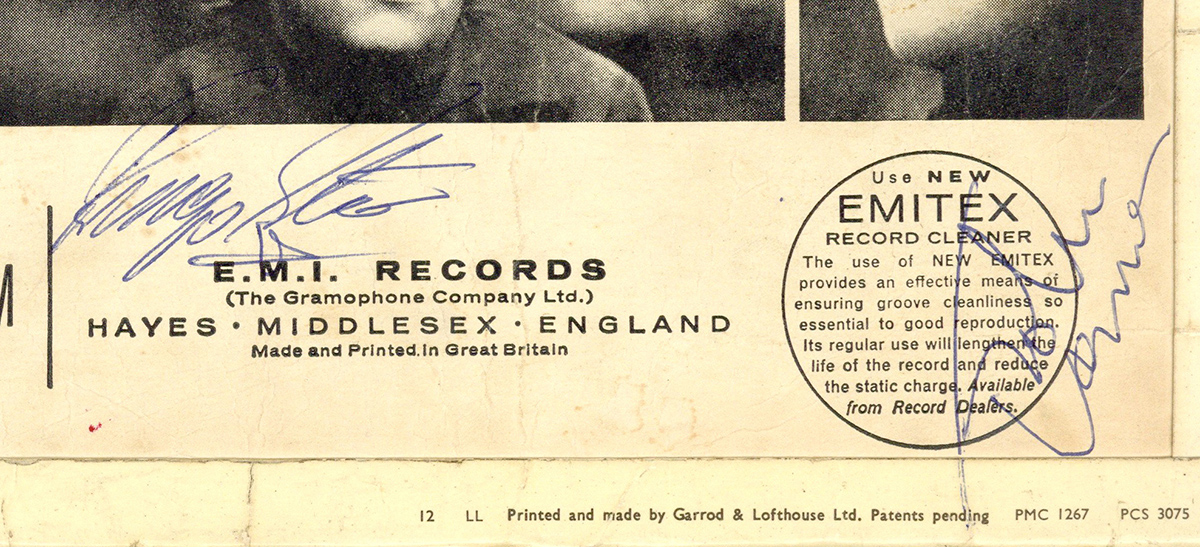 Ringo Starr
E.M.I. RECORDS
(The Gramophone Company Ltd.)
HAYES · MIDDLESEX · ENGLAND
Made and Printed in Great Britain
Use NEW
EMITEX
RECORD CLEANER
The use of NEW EMITEX
provides an effective means of
ensuring groove cleanliness so
essential to good reproduction.
Its regular use will lengthen the
life of the record and reduce
the static charge. Available
from Record Dealers.
12 LL Printed and made by Garrod & Lofthouse Ltd. Patents pending PMC 1267 PCS 3075